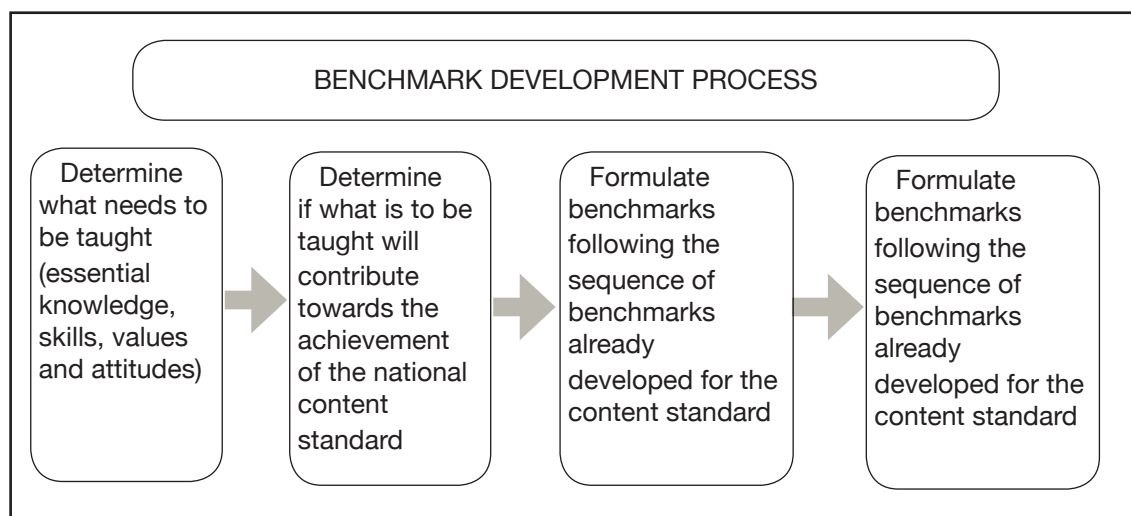 BENCHMARK DEVELOPMENT PROCESS
Determine
what needs to
be taught
(essential
knowledge,
skills, values
and attitudes)
Determine
if what is to be
taught will
contribute
towards the
achievement
of the national
content
standard
Formulate
benchmarks
following the
sequence of
benchmarks
already
developed for the
content standard
Formulate
benchmarks
following the
sequence of
benchmarks
already
developed for the
content standard